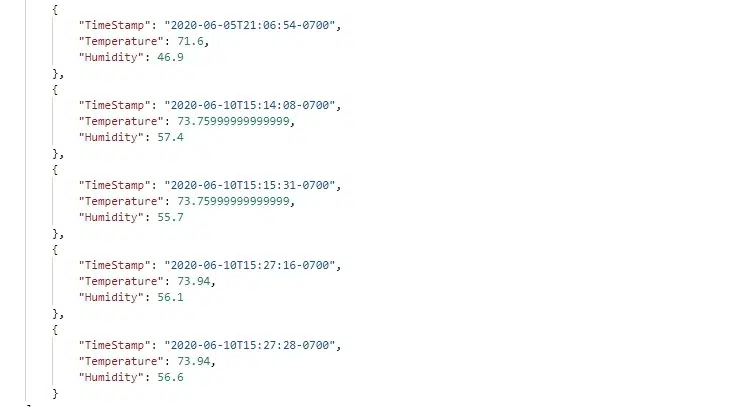 {
"TimeStamp": "2020-06-05T21:06:54-0700",
"Temperature": 71.6,
"Humidity": 46.9
},
{
"TimeStamp": "2020-06-10T15:14:08-0700",
"Temperature": 73.75999999999999,
"Humidity": 57.4
},
{
"TimeStamp": "2020-06-10T15:15:31-0700",
"Temperature": 73.75999999999999,
"Humidity": 55.7
},
{
"TimeStamp": "2020-06-10T15:27:16-0700",
"Temperature": 73.94,
"Humidity": 56.1
},
{
"TimeStamp": "2020-06-10T15:27:28-0700",
"Temperature": 73.94,
"Humidity": 56.6
}